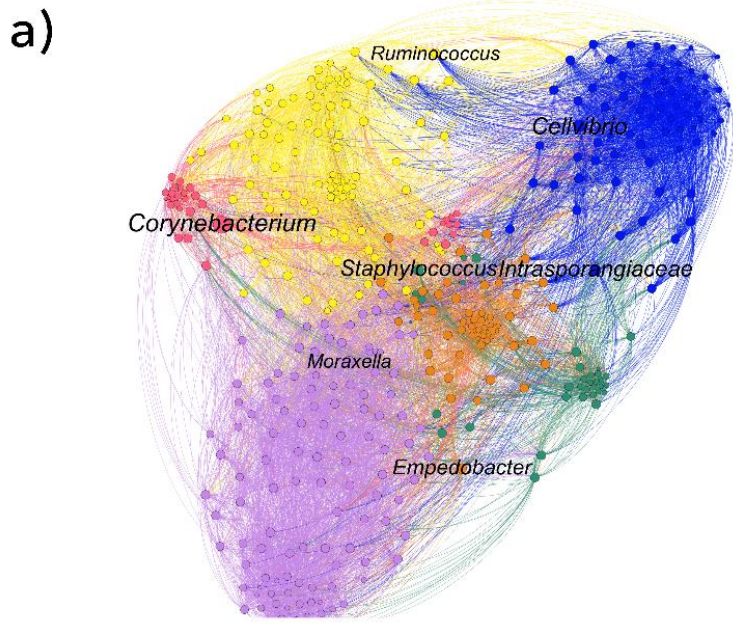 a)
Ruminococcus
Cellvibrio
Corynebacterium
StaphylococcusIntrasporangiaceae
Moraxella
Empedobacter